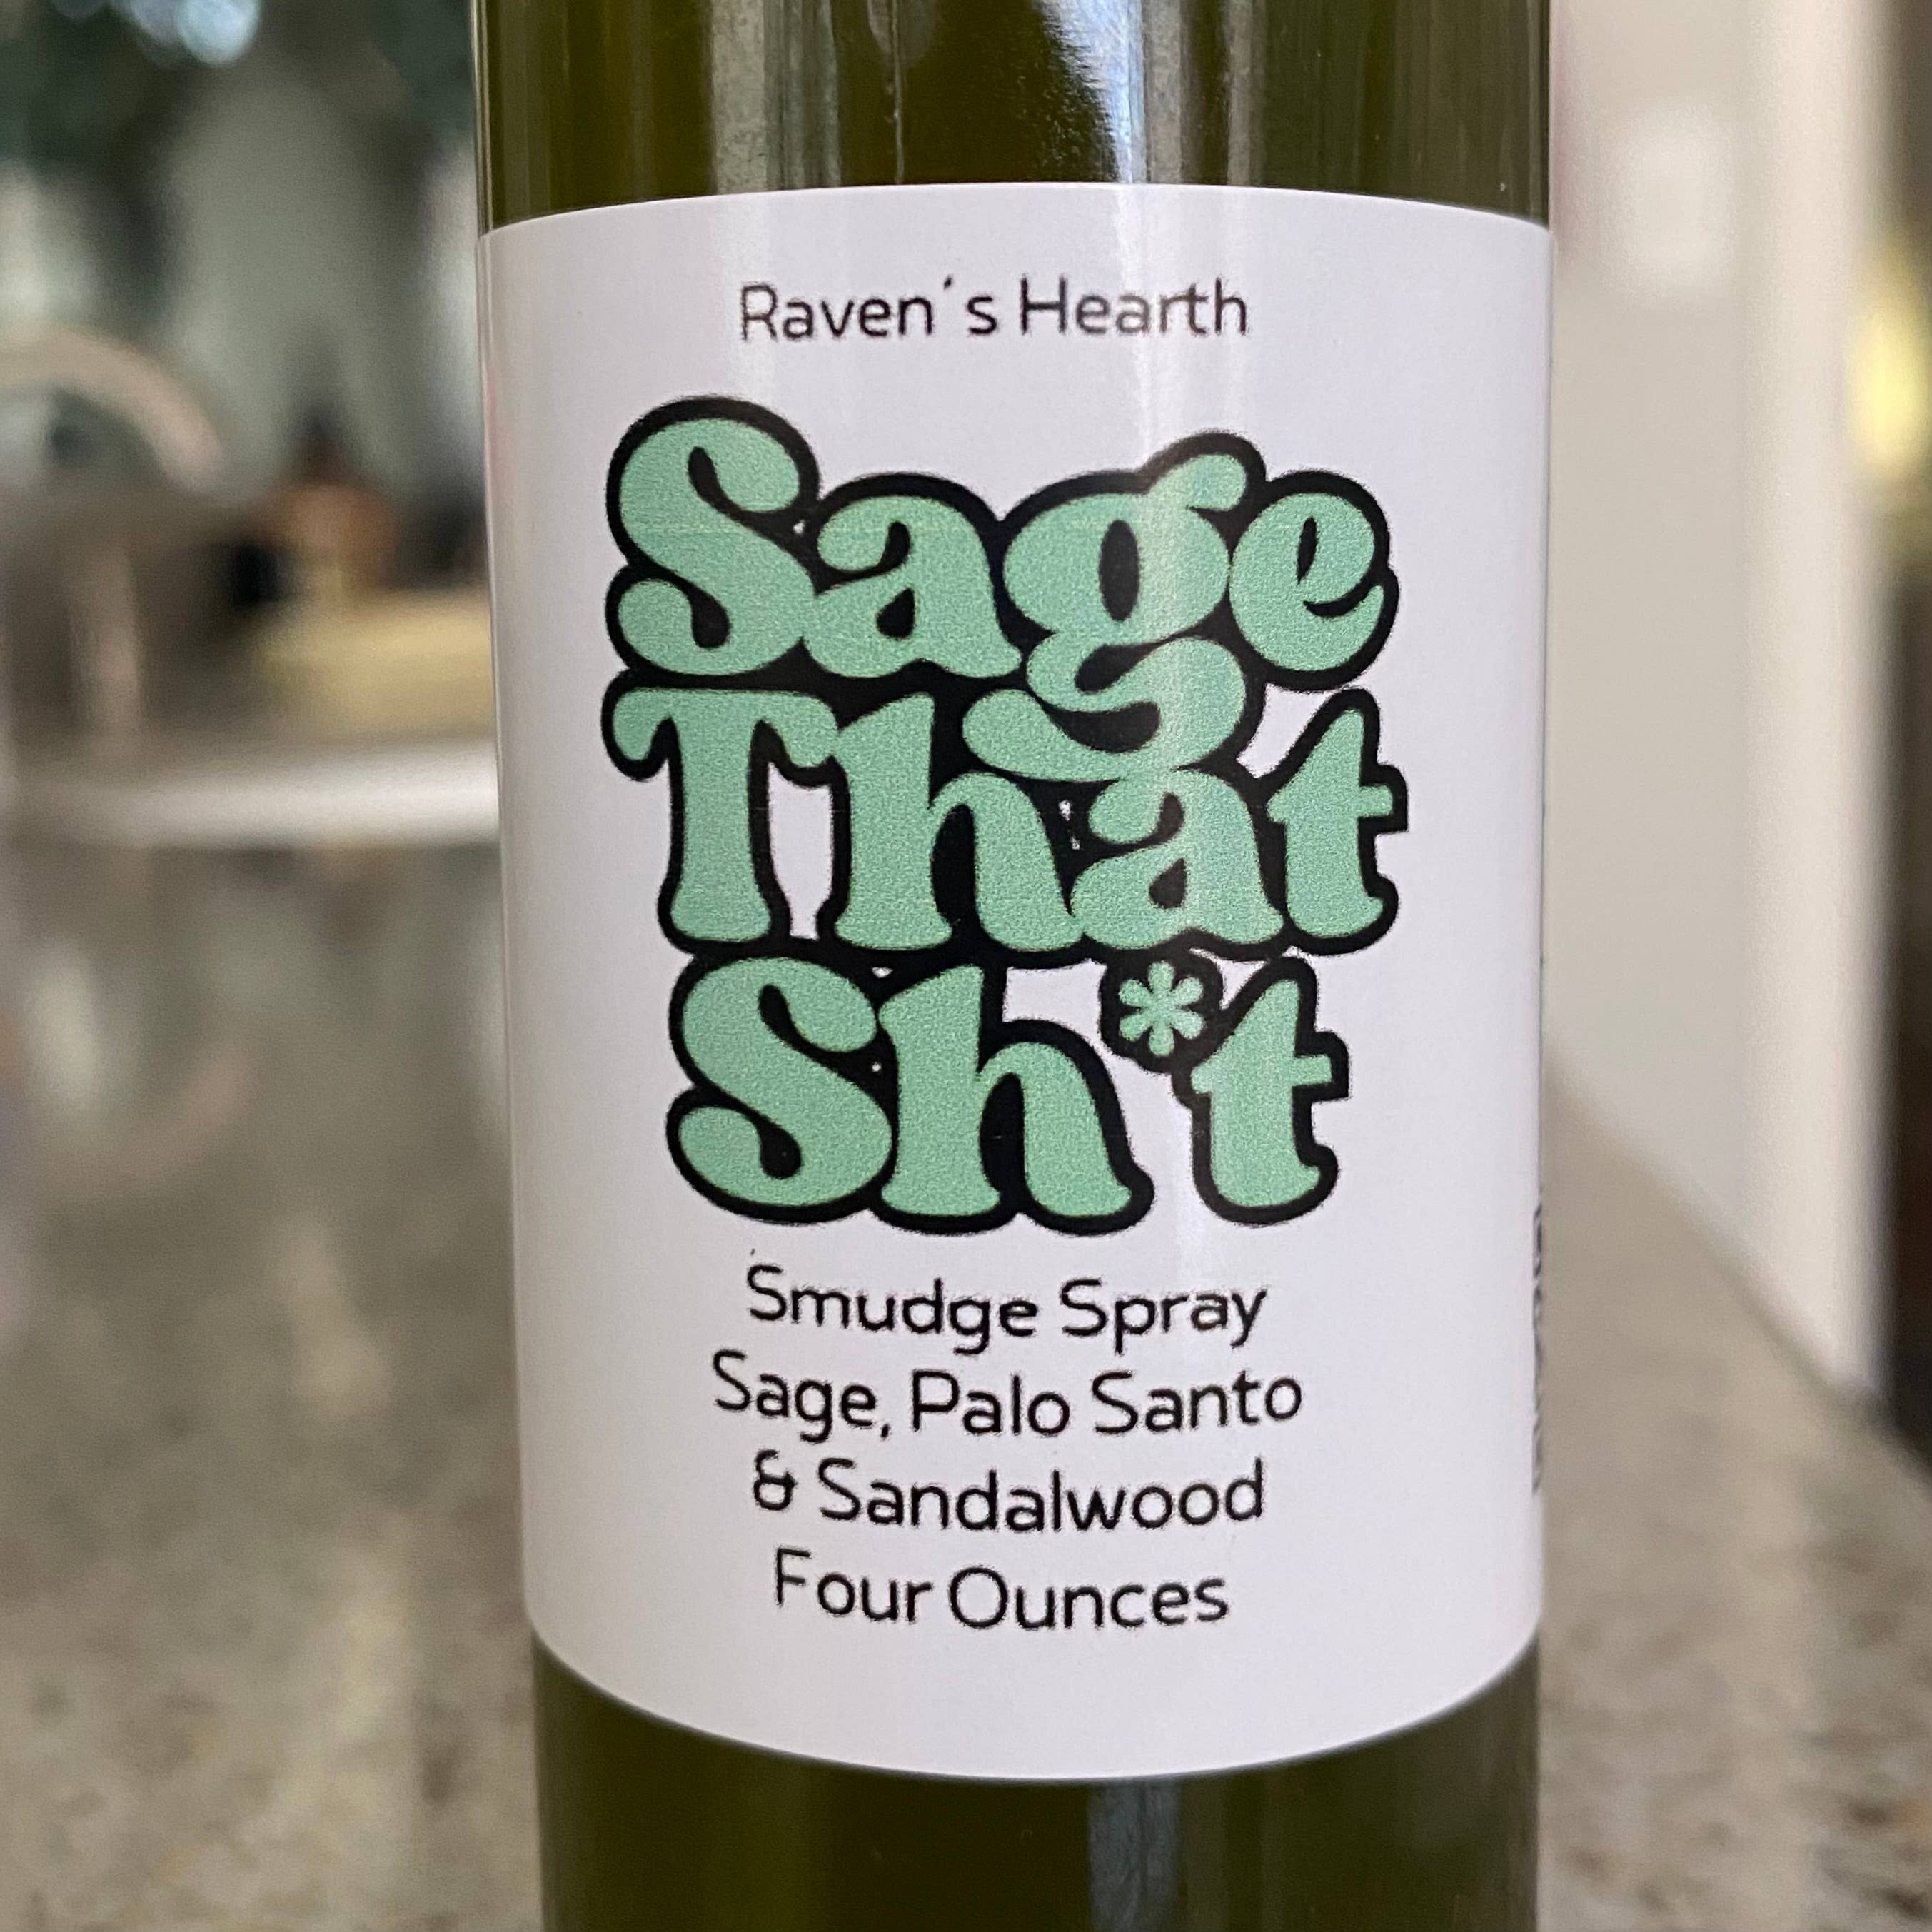 Raven´s Hearth
Sage
That
Sh*t
Smudge Spray
Sage, Palo Santo
& Sandalwood
Four Ounces